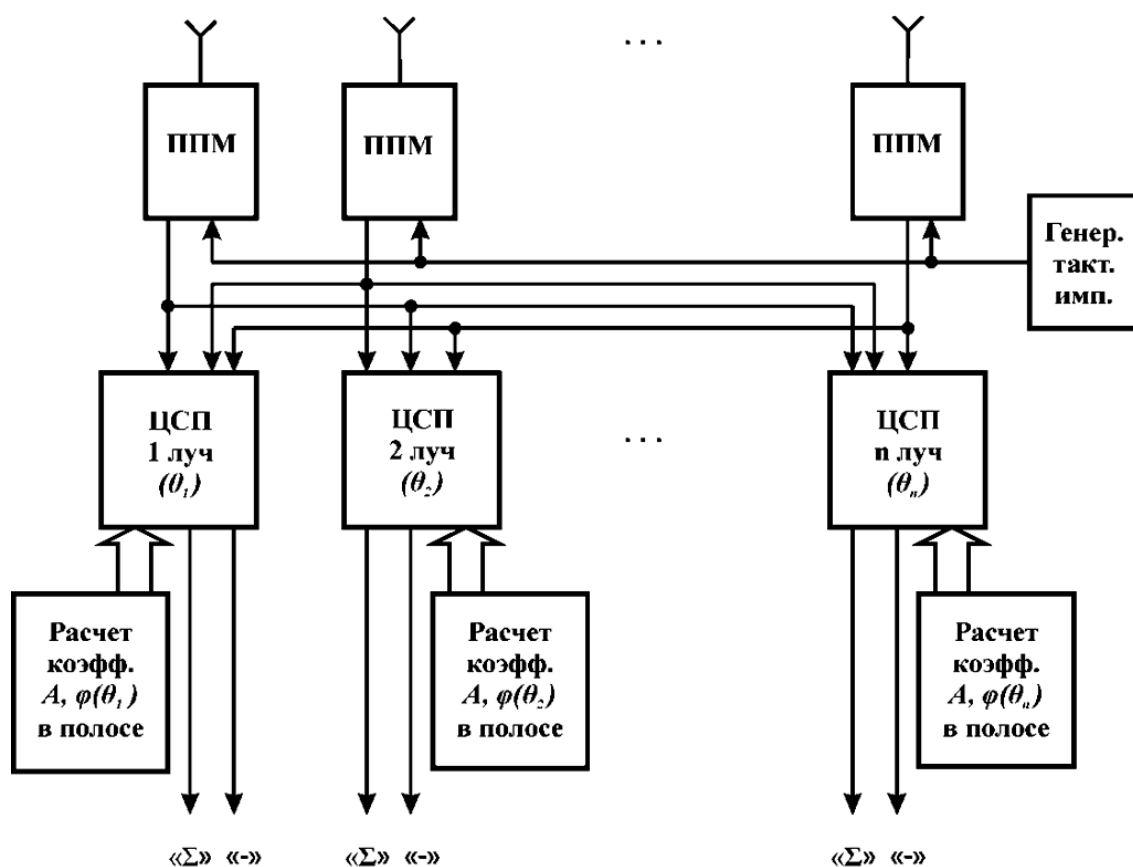 . . .
ППМ
ППМ
ППМ
Генер.
такт.
имп.
ЦСП
1 луч
(θ₁)
ЦСП
2 луч
(θ₂)
. . .
ЦСП
n луч
(θₙ)
Расчет
коэфф.
A, φ(θ₁)
в полосе
Расчет
коэфф.
A, φ(θ₂)
в полосе
Расчет
коэфф.
A, φ(θₙ)
в полосе
«Σ» «-»
«Σ» «-»
«Σ» «-»